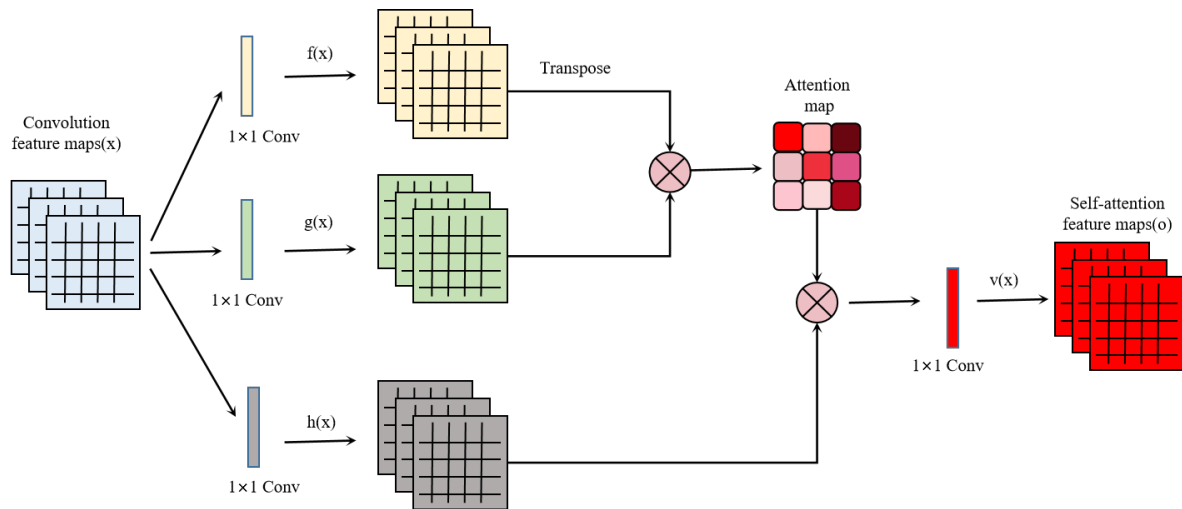 Convolution
feature maps(x)
f(x)
1×1 Conv
Transpose
g(x)
1×1 Conv
h(x)
1×1 Conv
Attention
map
1×1 Conv
v(x)
Self-attention
feature maps(o)